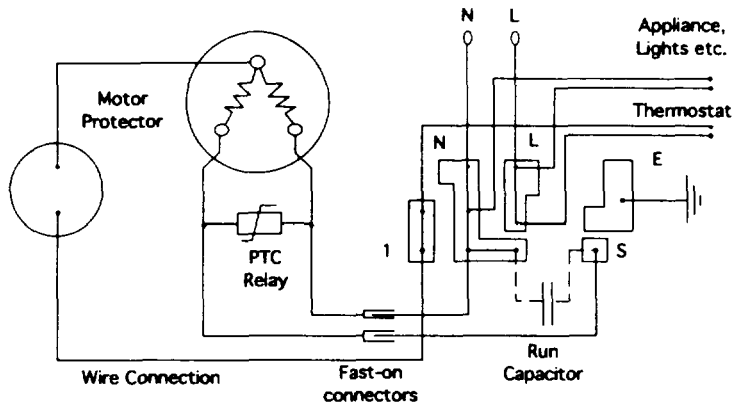 N L
Appliance,
Lights etc.
Motor
Protector
Thermostat
N L E
PTC
Relay
1
S
Run
Capacitor
Wire Connection
Fast-on
connectors